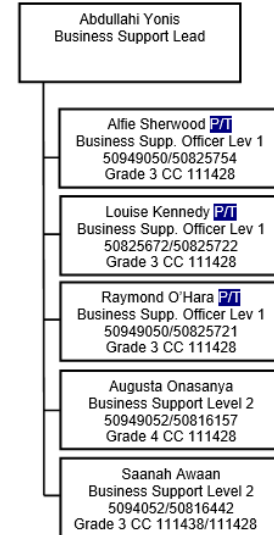 Abdullahi Yonis
Business Support Lead
Alfie Sherwood P/T
Business Supp. Officer Lev 1
50949050/50825754
Grade 3 CC 111428
Louise Kennedy P/T
Business Supp. Officer Lev 1
50825672/50825722
Grade 3 CC 111428
Raymond O'Hara P/T
Business Supp. Officer Lev 1
50949050/50825721
Grade 3 CC 111428
Augusta Onasanya
Business Support Level 2
50949052/50816157
Grade 4 CC 111428
Saanah Awaan
Business Support Level 2
5094052/50816442
Grade 3 CC 111438/111428